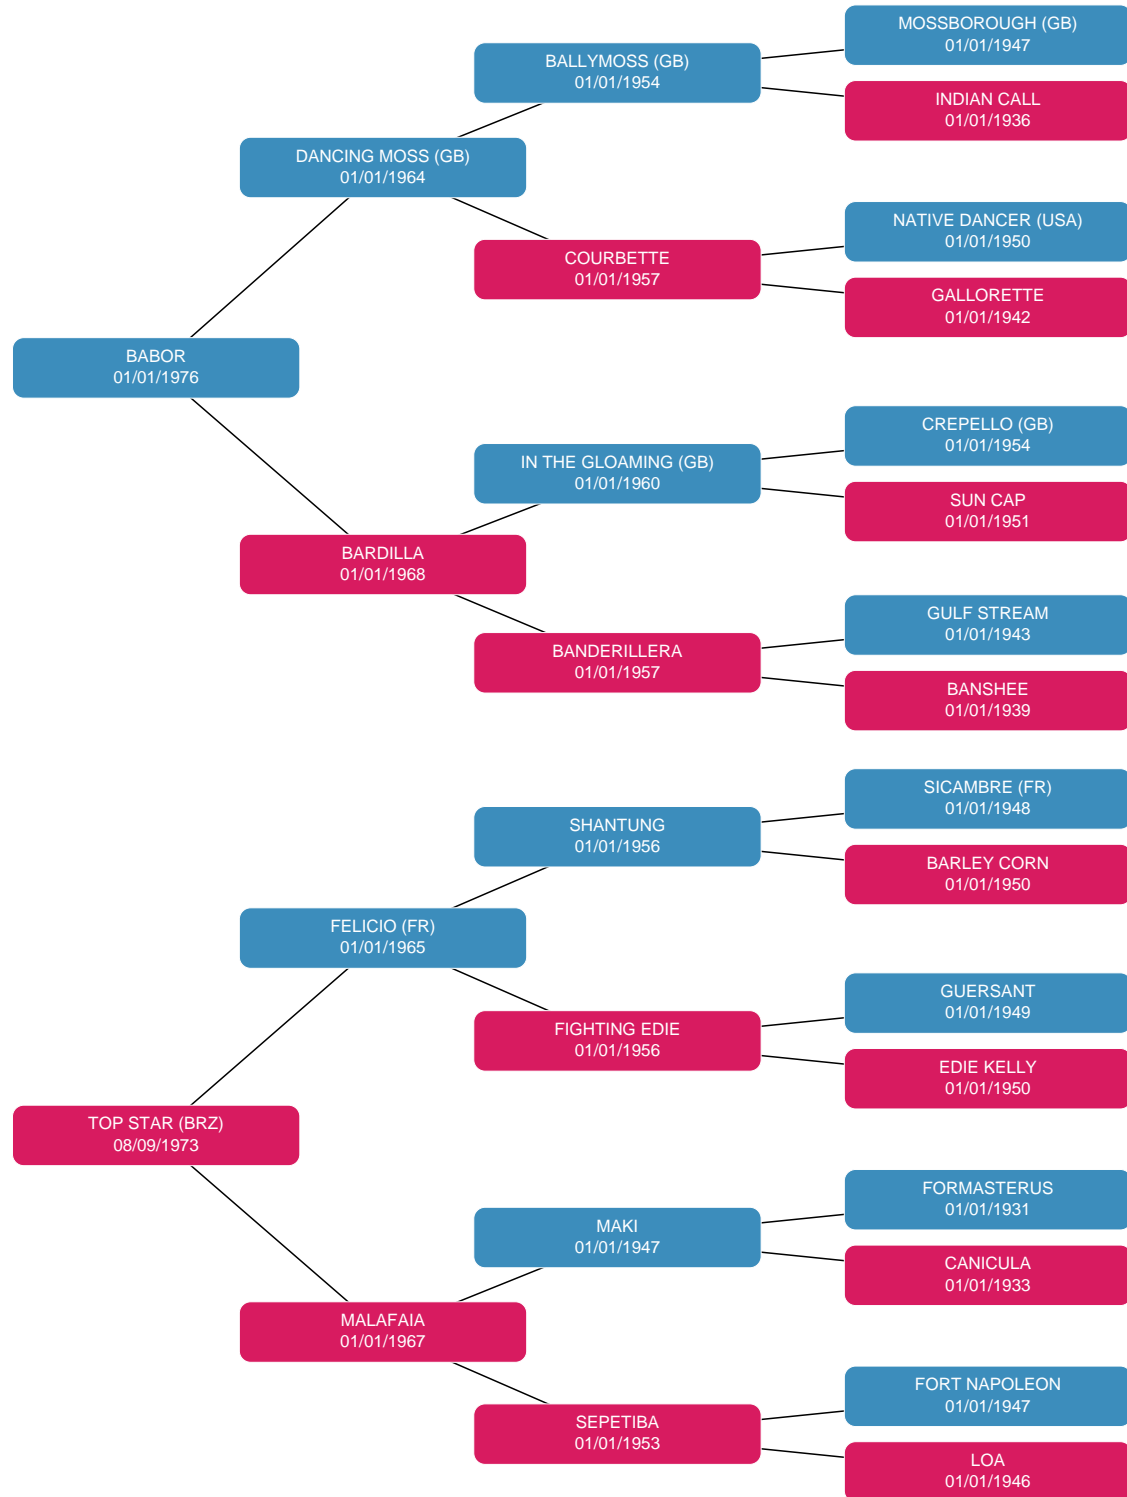 MOSSBOROUGH (GB)
01/01/1947
BALLYMOSS (GB)
01/01/1954
INDIAN CALL
01/01/1936
DANCING MOSS (GB)
01/01/1964
NATIVE DANCER (USA)
01/01/1950
COURBETTE
01/01/1957
GALLORETTE
01/01/1942
BABOR
01/01/1976
CREPELLO (GB)
01/01/1954
IN THE GLOAMING (GB)
01/01/1960
SUN CAP
01/01/1951
BARDILLA
01/01/1968
GULF STREAM
01/01/1943
BANDERILLERA
01/01/1957
BANSHEE
01/01/1939
SICAMBRE (FR)
01/01/1948
SHANTUNG
01/01/1956
BARLEY CORN
01/01/1950
FELICIO (FR)
01/01/1965
GUERSANT
01/01/1949
FIGHTING EDIE
01/01/1956
EDIE KELLY
01/01/1950
TOP STAR (BRZ)
08/09/1973
FORMASTERUS
01/01/1931
MAKI
01/01/1947
CANICULA
01/01/1933
MALAFAIA
01/01/1967
FORT NAPOLEON
01/01/1947
SEPETIBA
01/01/1953
LOA
01/01/1946